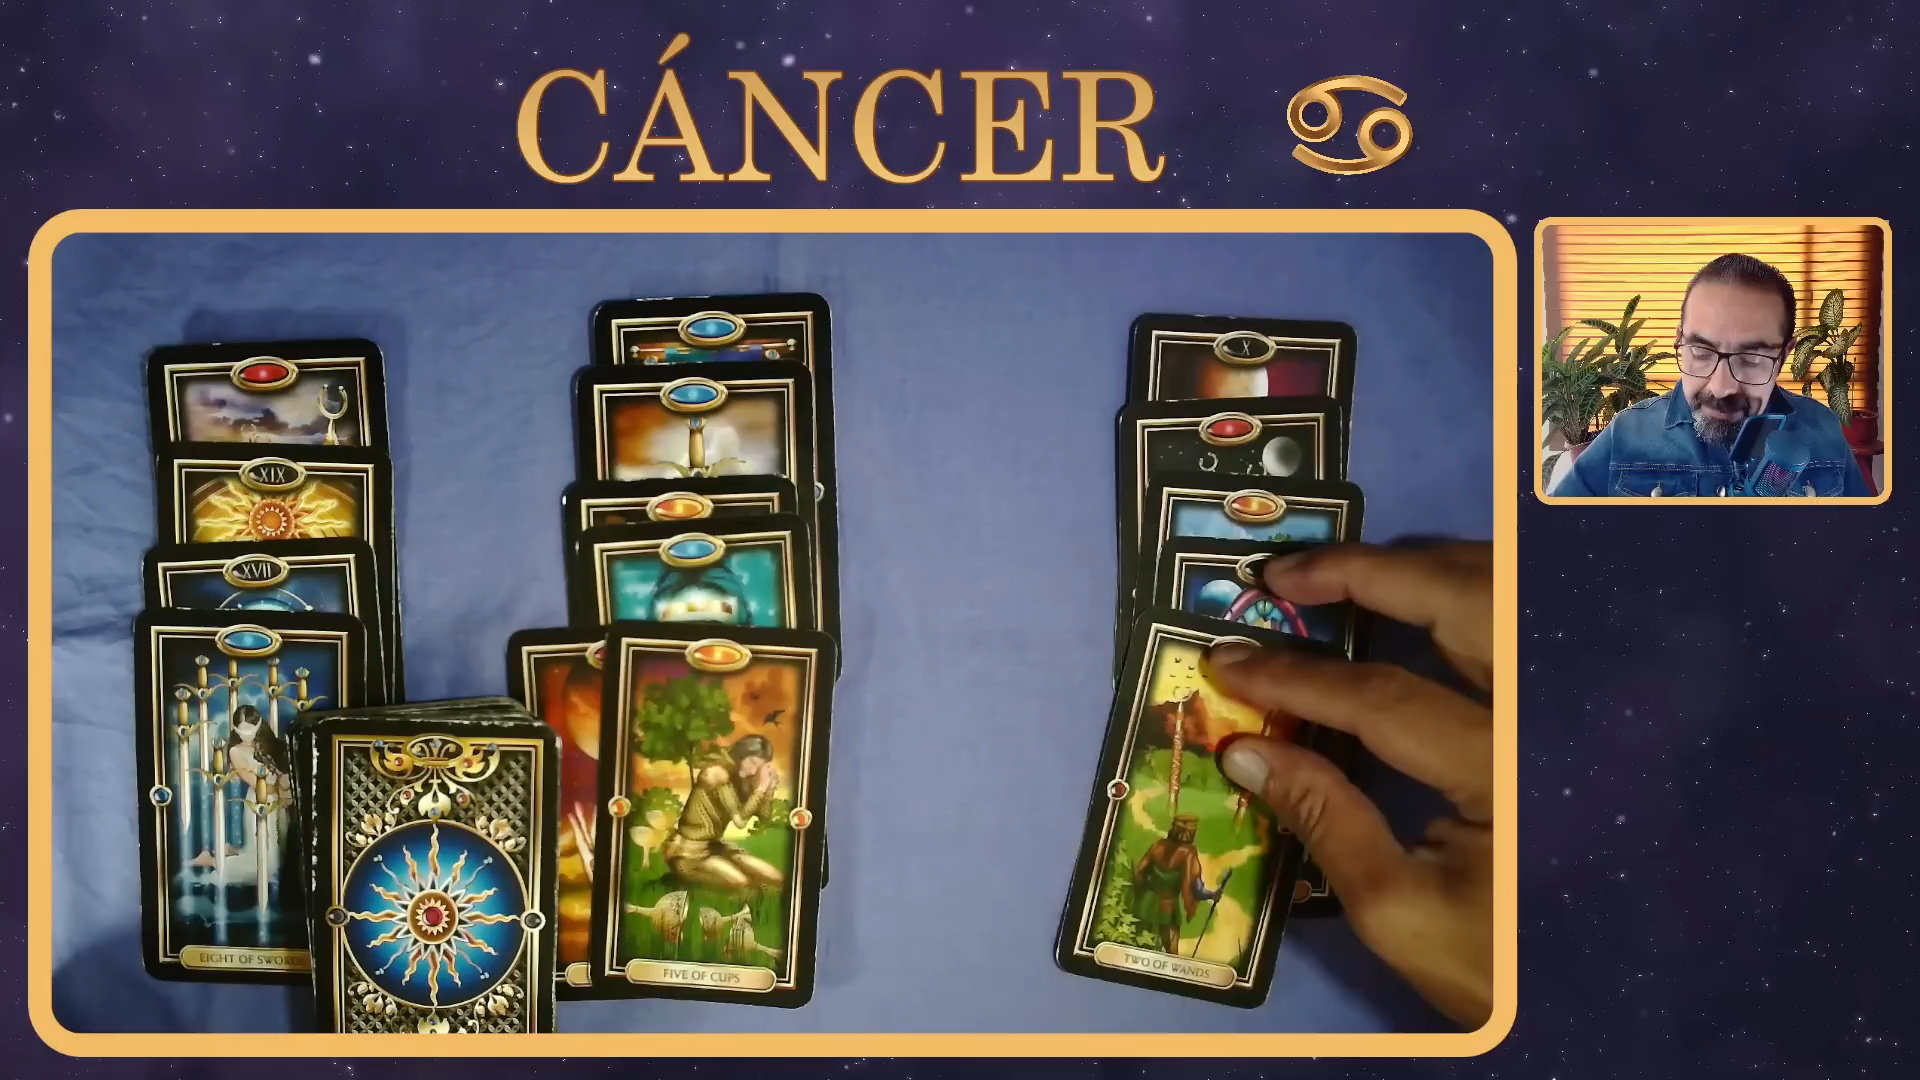 CÁNCER
X
XIX
XVII
EIGHT OF SWORDS
FIVE OF CUPS
TWO OF WANDS